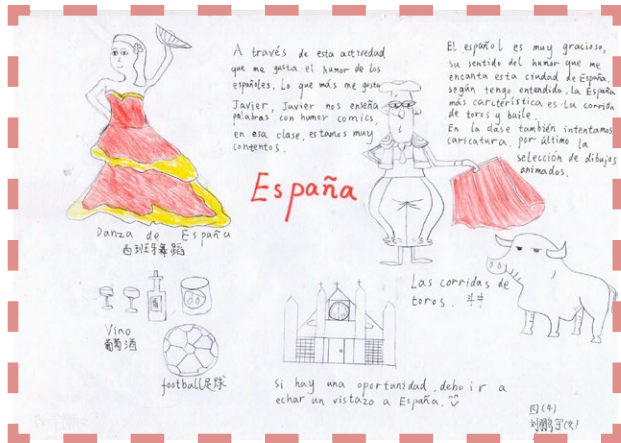 A través de esta actividad
que me gusta el humor de los
españoles. Lo que más me gusta
Javier, Javier nos enseña
palabras con humor comics,
en esa clase, estamos muy
contentos.
El español es muy gracioso,
su sentido del humor que me
encanta esta ciudad de España.
según tengo entendido, la España
más carcterística es la corrida
de toros y baile.
En la clase también intentamos
caricatura, por último la
selección de dibujos
animados.
España
Danza de España
西班牙舞蹈
Las corridas de
toros. 斗牛
Vino
葡萄酒
football足球
si hay una oportunidad, debo ir a
echar un vistazo a España.
四(4)